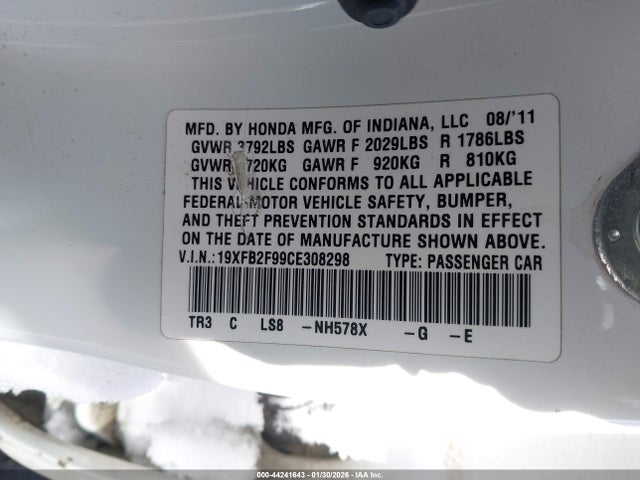 MFD. BY HONDA MFG. OF INDIANA, LLC 08/'11
GVWR 3792LBS GAWR F 2029LBS R 1786LBS
GVWR 1720KG GAWR F 920KG R 810KG
THIS VEHICLE CONFORMS TO ALL APPLICABLE
FEDERAL MOTOR VEHICLE SAFETY, BUMPER,
AND THEFT PREVENTION STANDARDS IN EFFECT
ON THE DATE OF MANUFACTURE SHOWN ABOVE.
V.I.N.:19XFB2F99CE308298 TYPE: PASSENGER CAR
TR3 C LS8 -NH578X -G -E
000-44241643 - 01/30/2026 - IAA Inc.